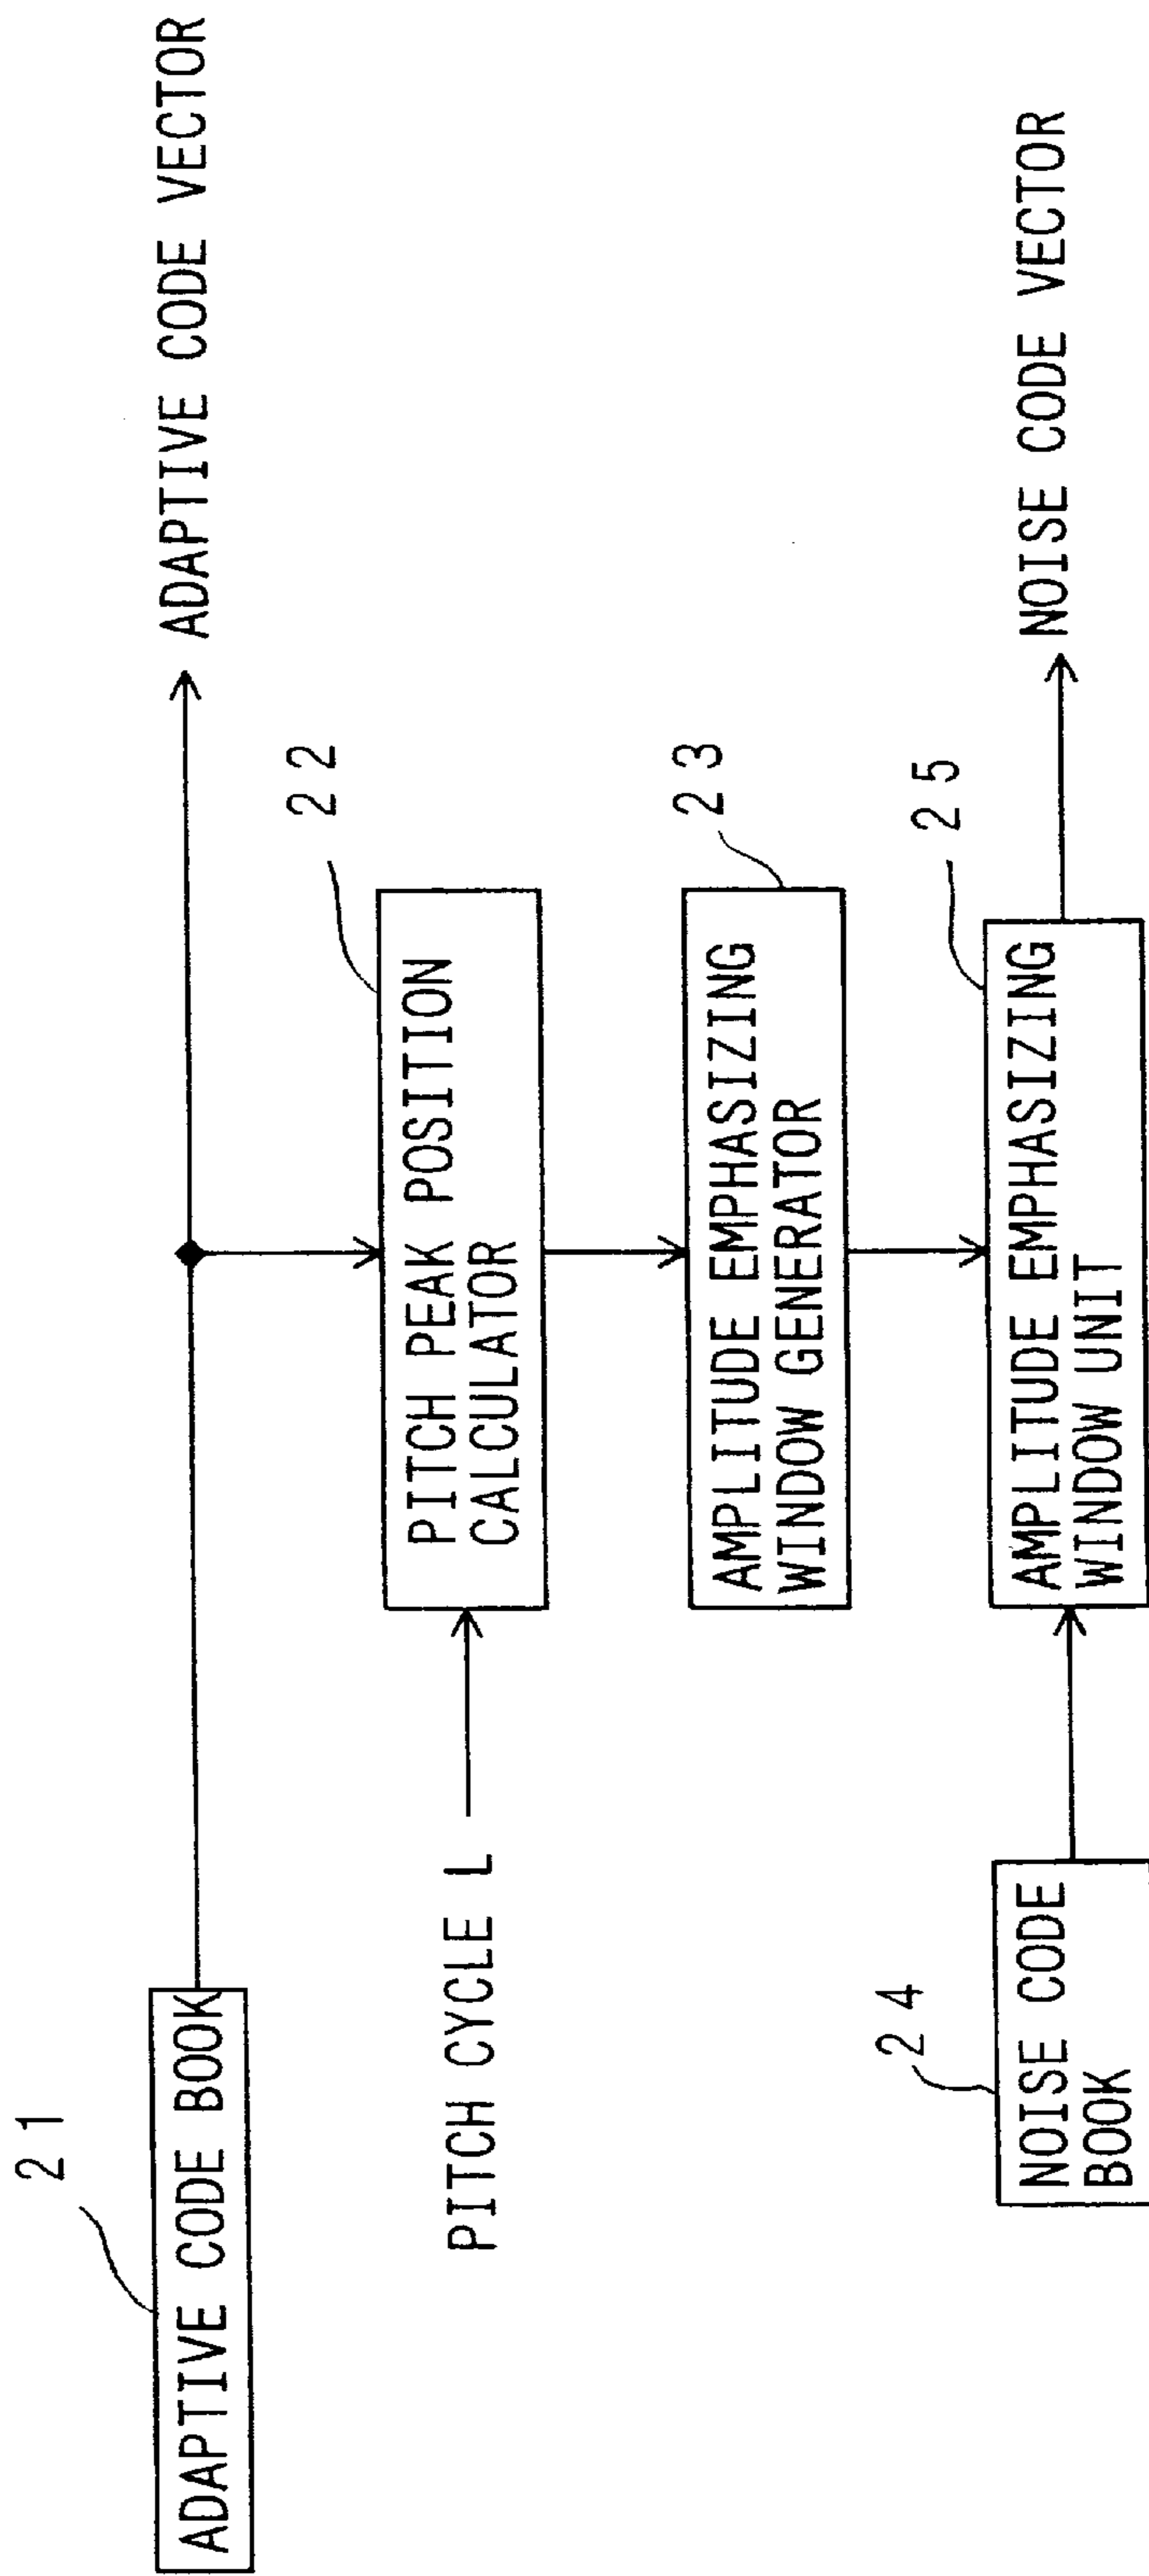 21
ADAPTIVE CODE BOOK
ADAPTIVE CODE VECTOR
22
PITCH CYCLE L
PITCH PEAK POSITION
CALCULATOR
23
AMPLITUDE EMPHASIZING
WINDOW GENERATOR
24
NOISE CODE
BOOK
25
AMPLITUDE EMPHASIZING
WINDOW UNIT
NOISE CODE VECTOR